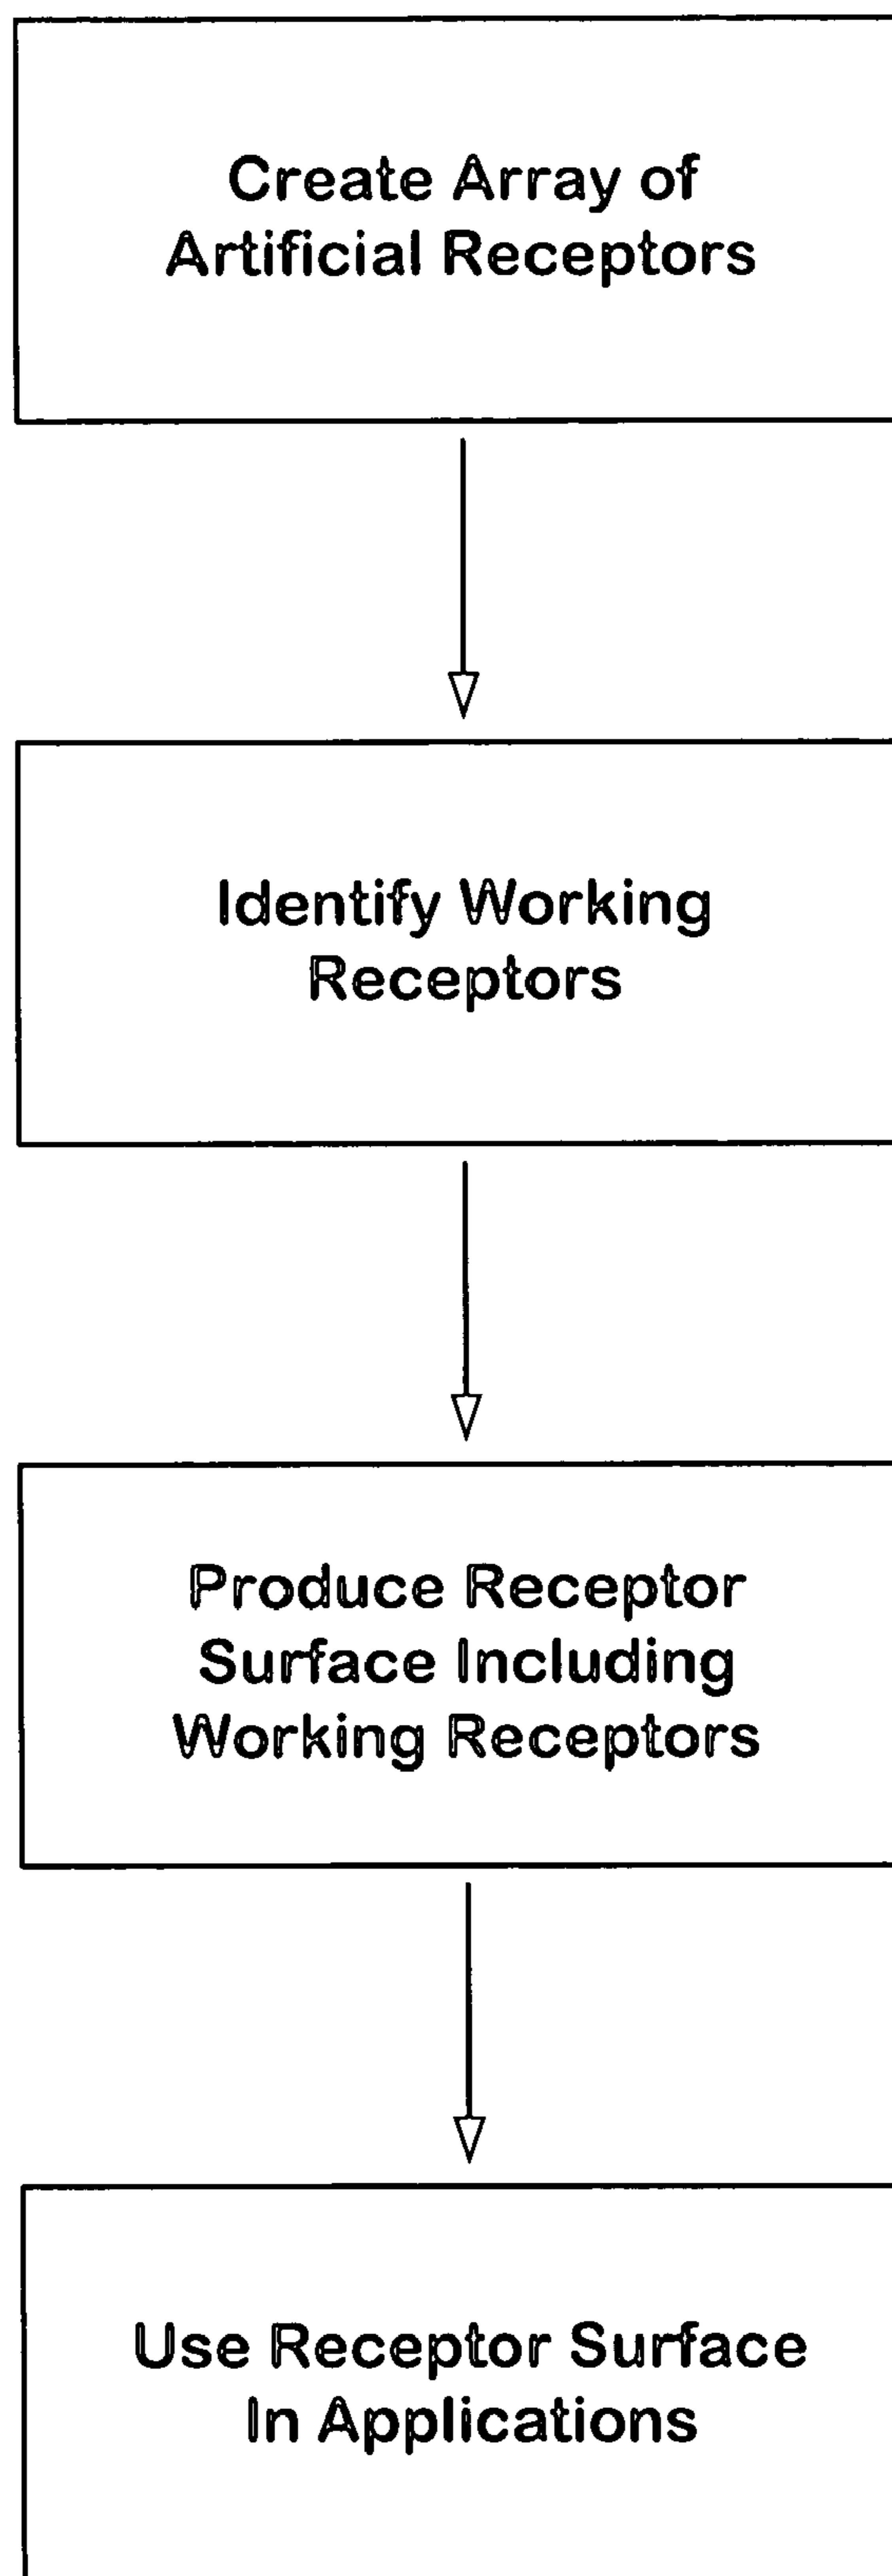 Create Array of
Artificial Receptors
Identify Working
Receptors
Produce Receptor
Surface Including
Working Receptors
Use Receptor Surface
In Applications